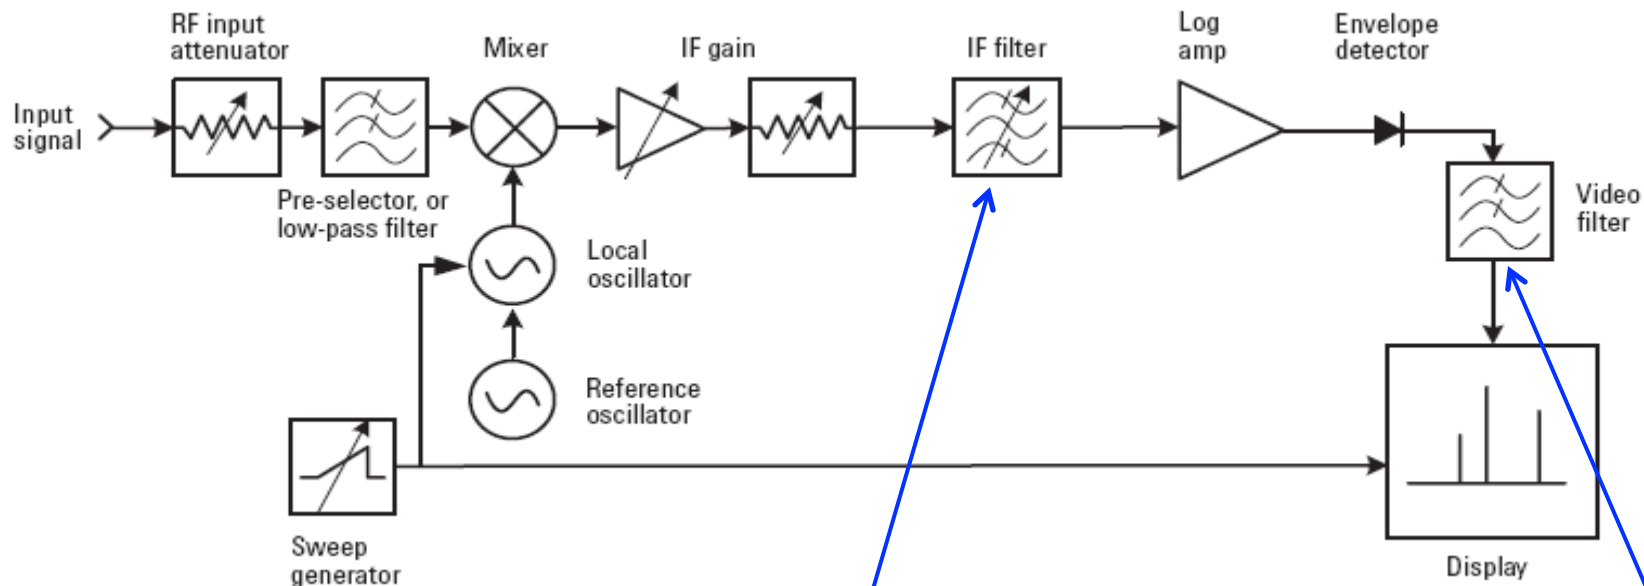 RF input
attenuator
Mixer
IF gain
IF filter
Log
amp
Envelope
detector
Input
signal
Pre-selector, or
low-pass filter
Video
filter
Local
oscillator
Reference
oscillator
Sweep
generator
Display